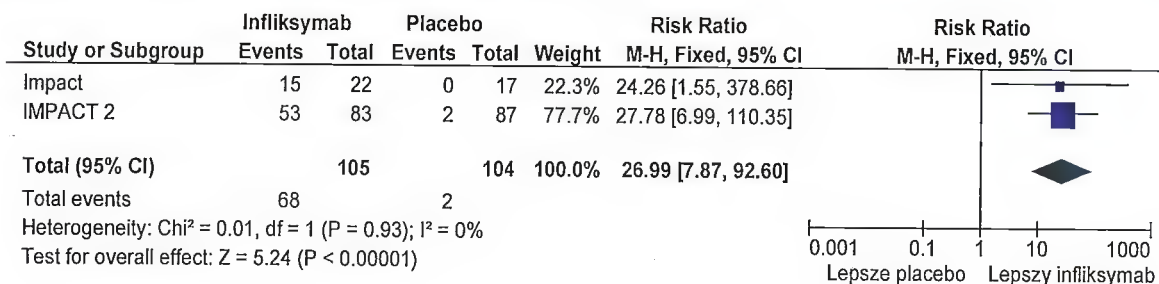 Infliksymab Placebo Risk Ratio Risk Ratio
Study or Subgroup Events Total Events Total Weight M-H, Fixed, 95% CI M-H, Fixed, 95% CI
Impact 15 22 0 17 22.3% 24.26 [1.55, 378.66]
IMPACT 2 53 83 2 87 77.7% 27.78 [6.99, 110.35]
Total (95% CI) 105 104 100.0% 26.99 [7.87, 92.60]
Total events 68 2
Heterogeneity: Chi² = 0.01, df = 1 (P = 0.93); I² = 0%
Test for overall effect: Z = 5.24 (P < 0.00001)
0.001 0.1 1 10 1000
Lepsze placebo Lepszy infliksymab